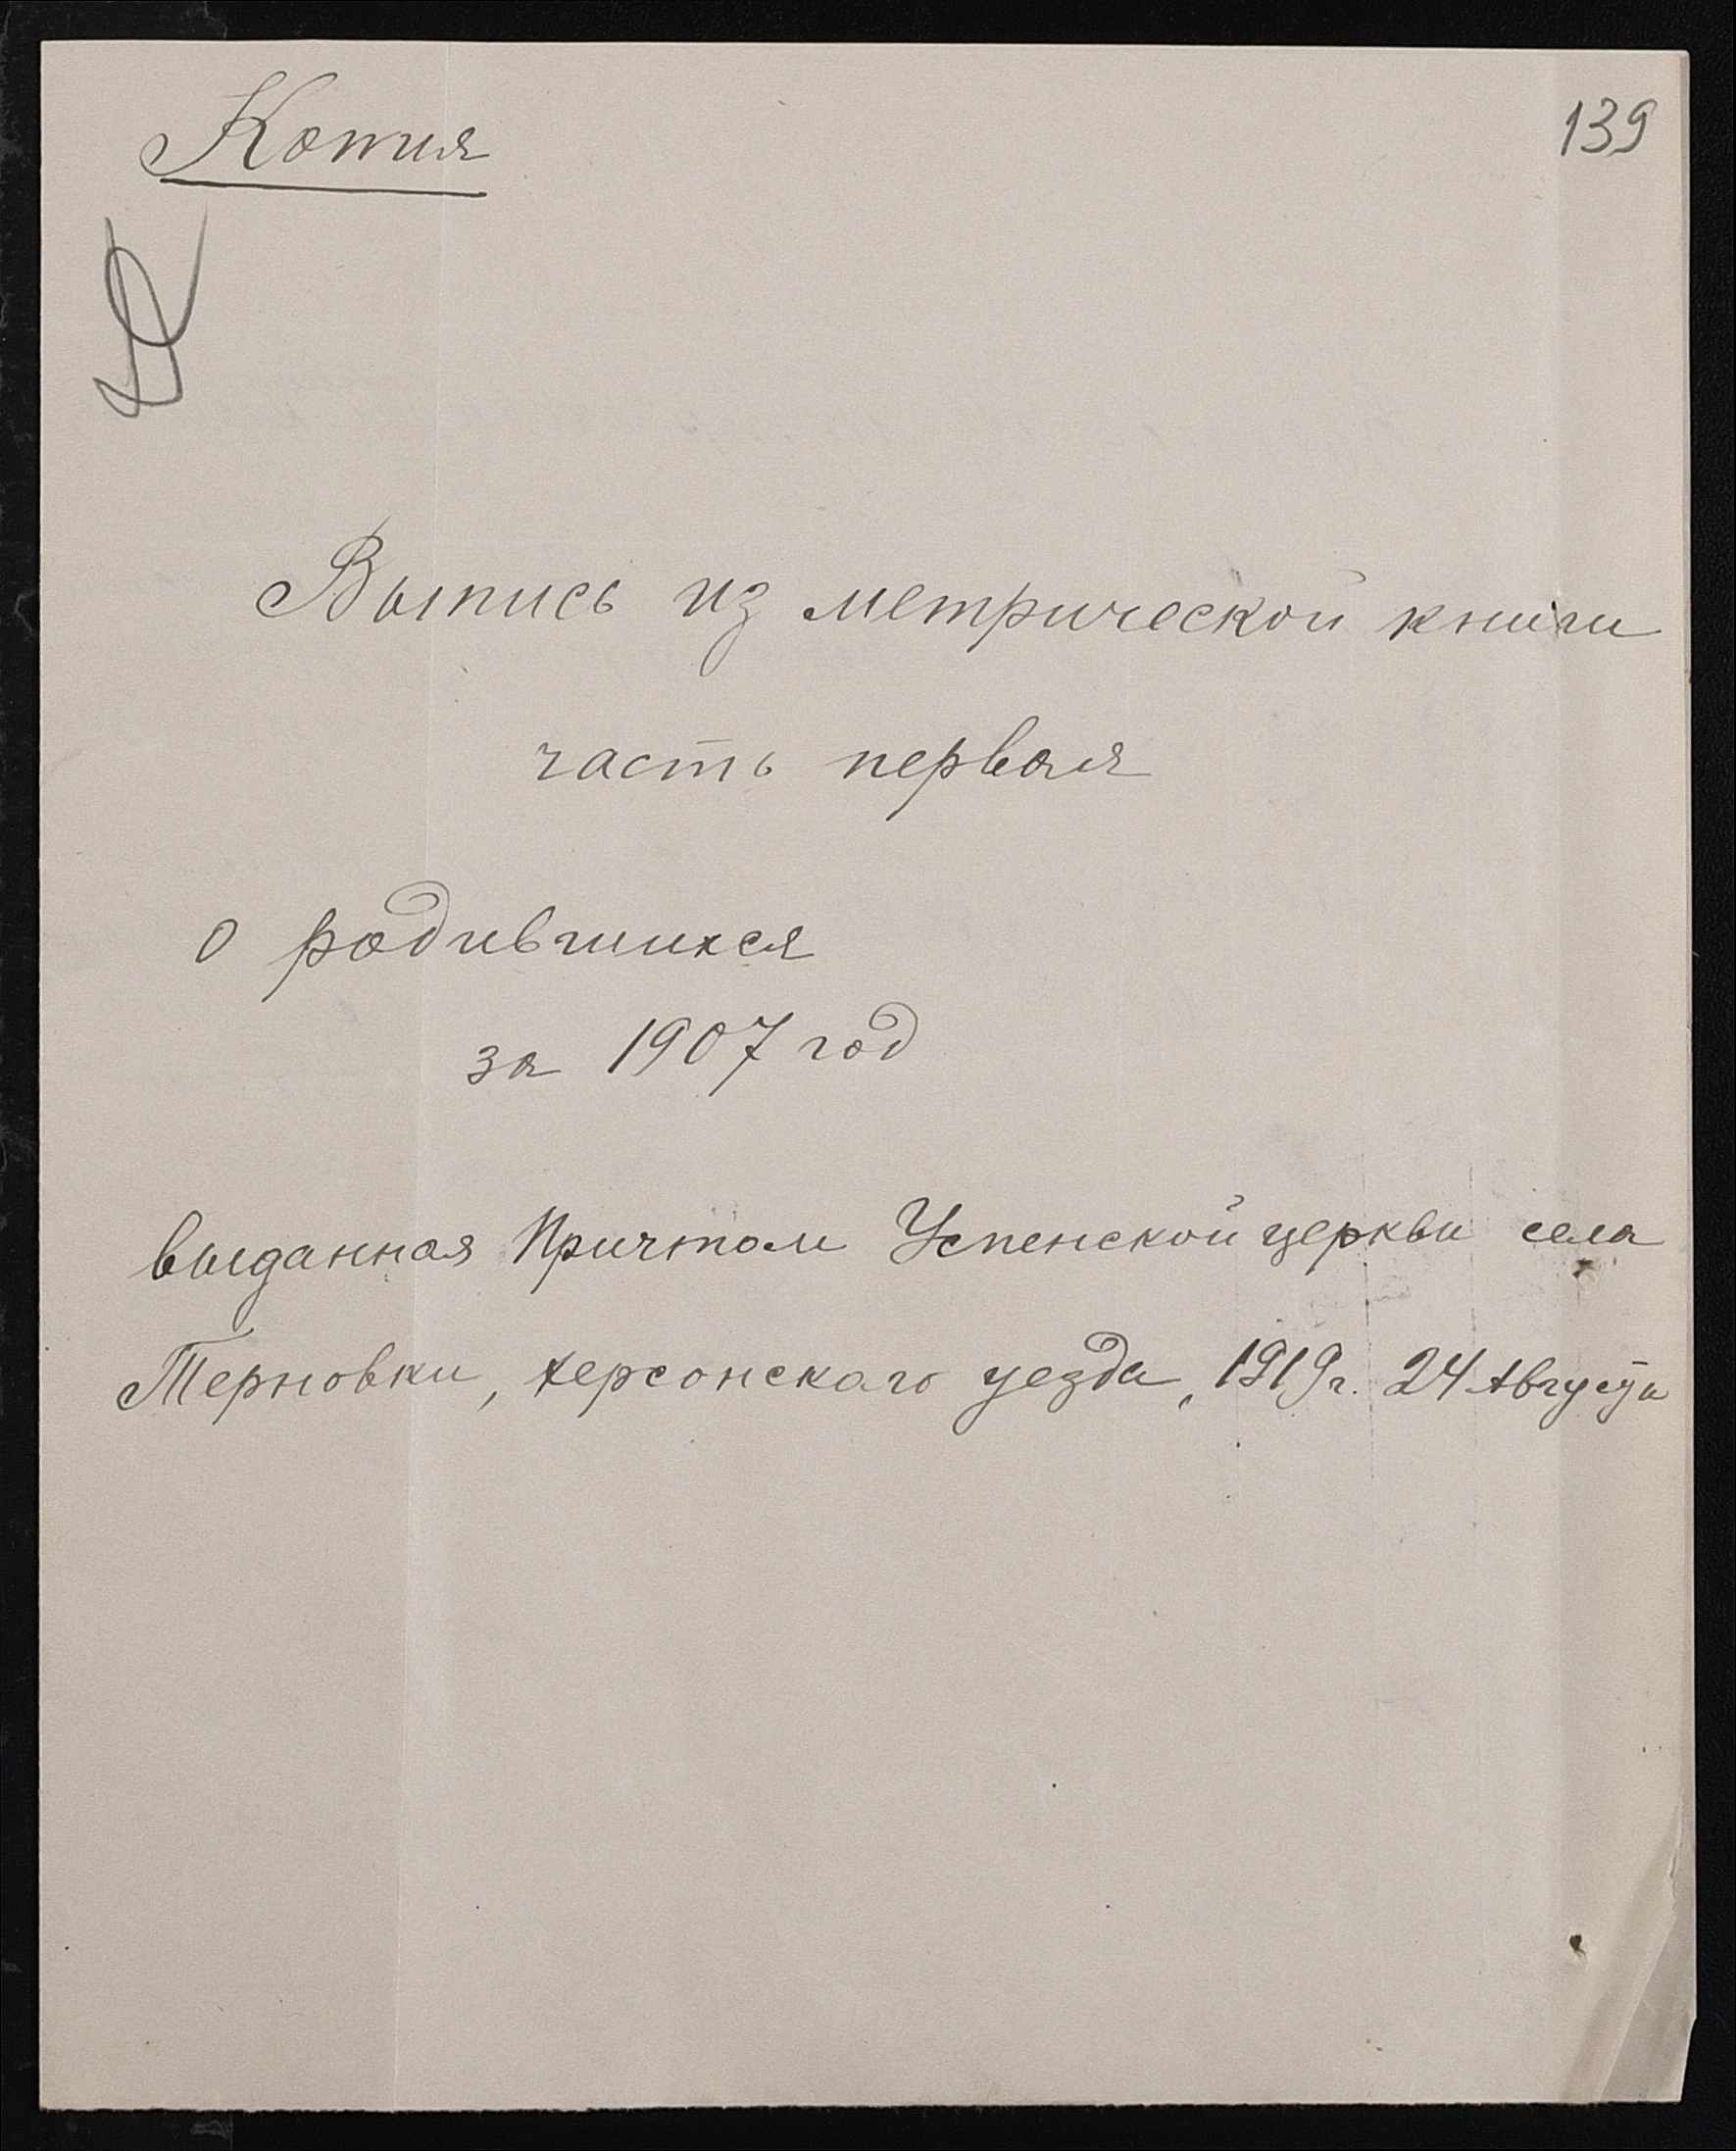 Копия
139
Выпись из метрической книги
часть первая
о родившихся
за 1907 год
выданная Причтом Успенской церкви села
Терновки, Херсонскаго уезда, 1919 г. 24 Августа